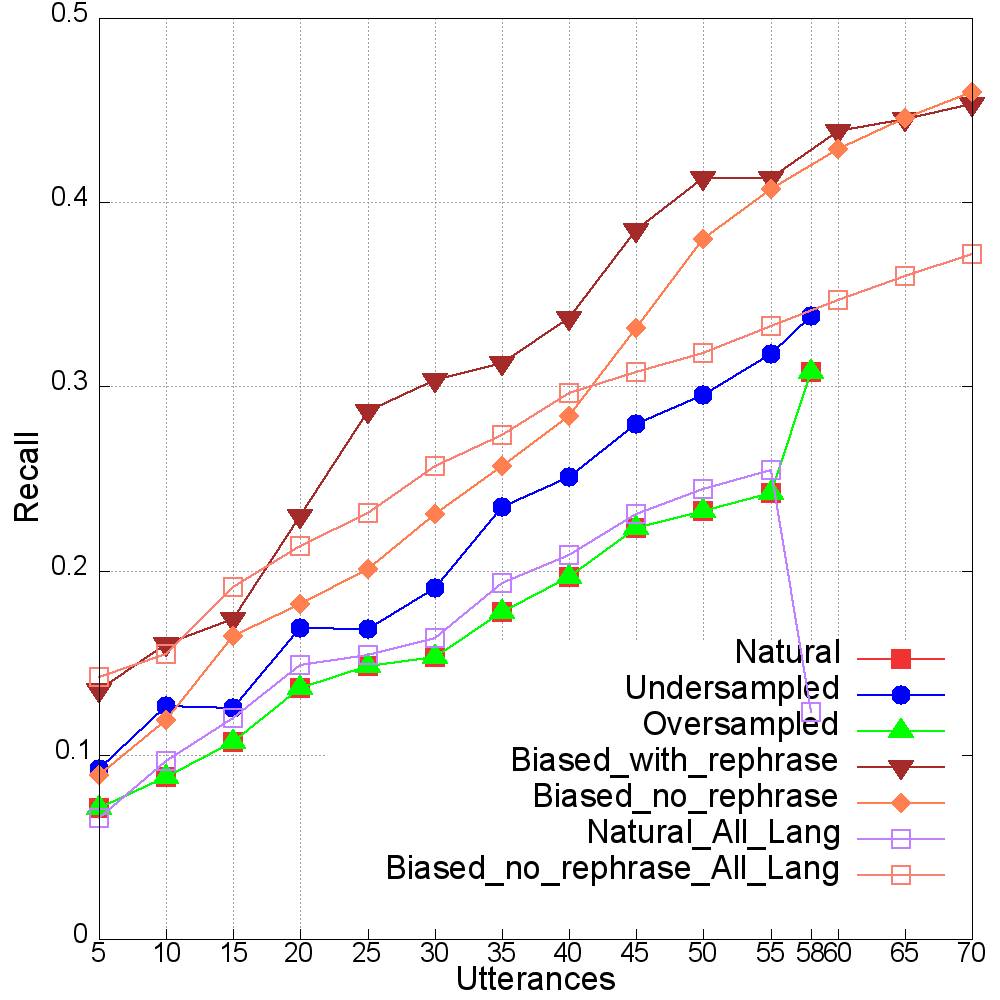 0.5
0.4
0.3
0.2
0.1
0
Recall
Natural
Undersampled
Oversampled
Biased_with_rephrase
Biased_no_rephrase
Natural_All_Lang
Biased_no_rephrase_All_Lang
5 10 15 20 25 30 35 40 45 50 55 58 60 65 70
Utterances